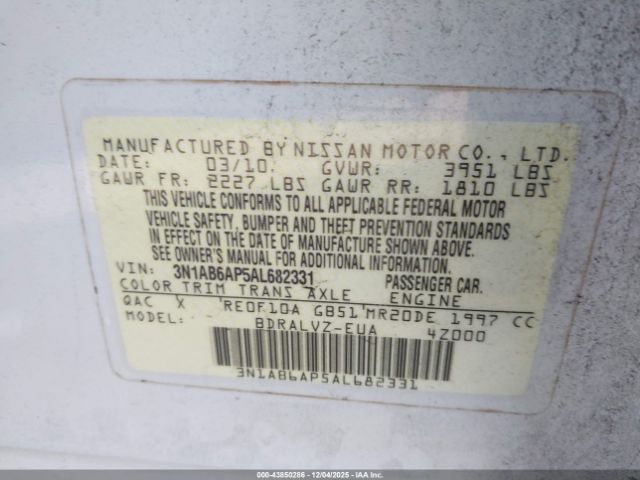 MANUFACTURED BY NISSAN MOTOR CO., LTD.
DATE: 03/10 GVWR: 3951 LBS
GAWR FR: 2227 LBS GAWR RR: 1810 LBS
THIS VEHICLE CONFORMS TO ALL APPLICABLE FEDERAL MOTOR
VEHICLE SAFETY, BUMPER AND THEFT PREVENTION STANDARDS
IN EFFECT ON THE DATE OF MANUFACTURE SHOWN ABOVE.
SEE OWNER'S MANUAL FOR ADDITIONAL INFORMATION
VIN: 3N1AB6AP5AL682331 PASSENGER CAR.
COLOR TRIM TRANS AXLE ENGINE
QAC X RE0F10A GB51 MR20DE 1997 CC
MODEL: BDRALVZ-EUA 4Z000
3N1AB6AP5AL682331
000-43850286 - 12/04/2025 - IAAC